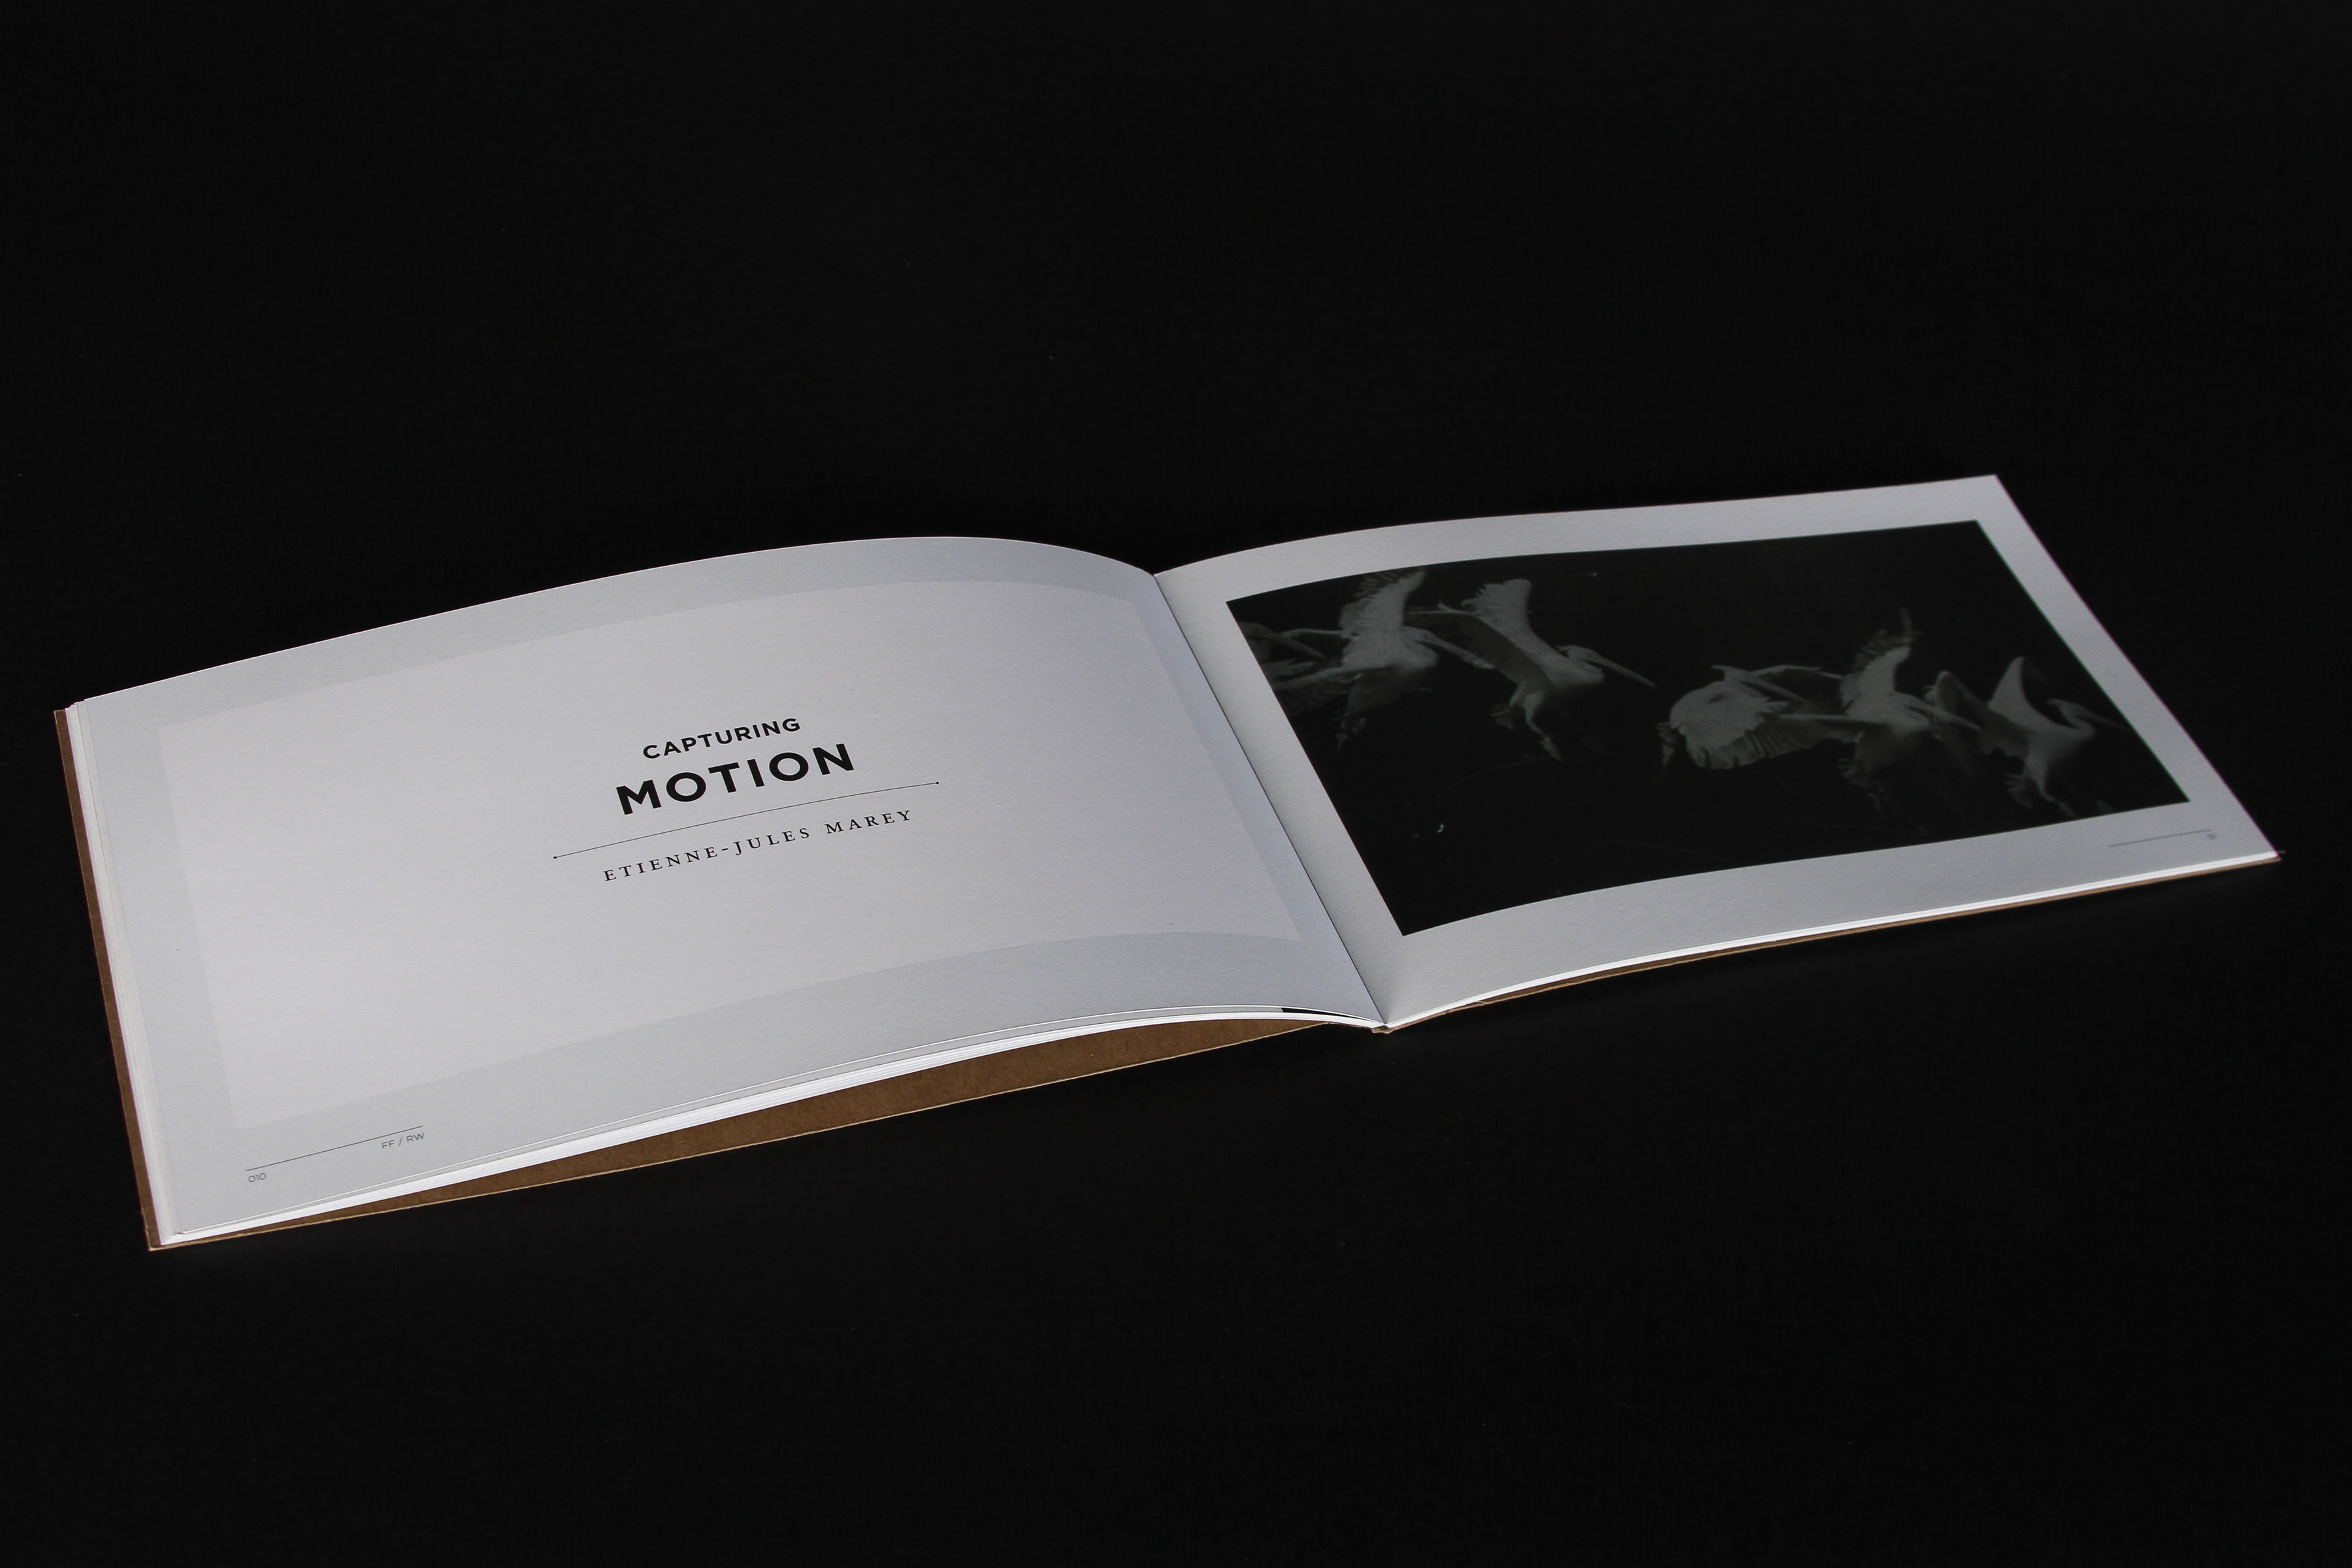 CAPTURING
MOTION
ETIENNE-JULES MAREY
FF / RW
010